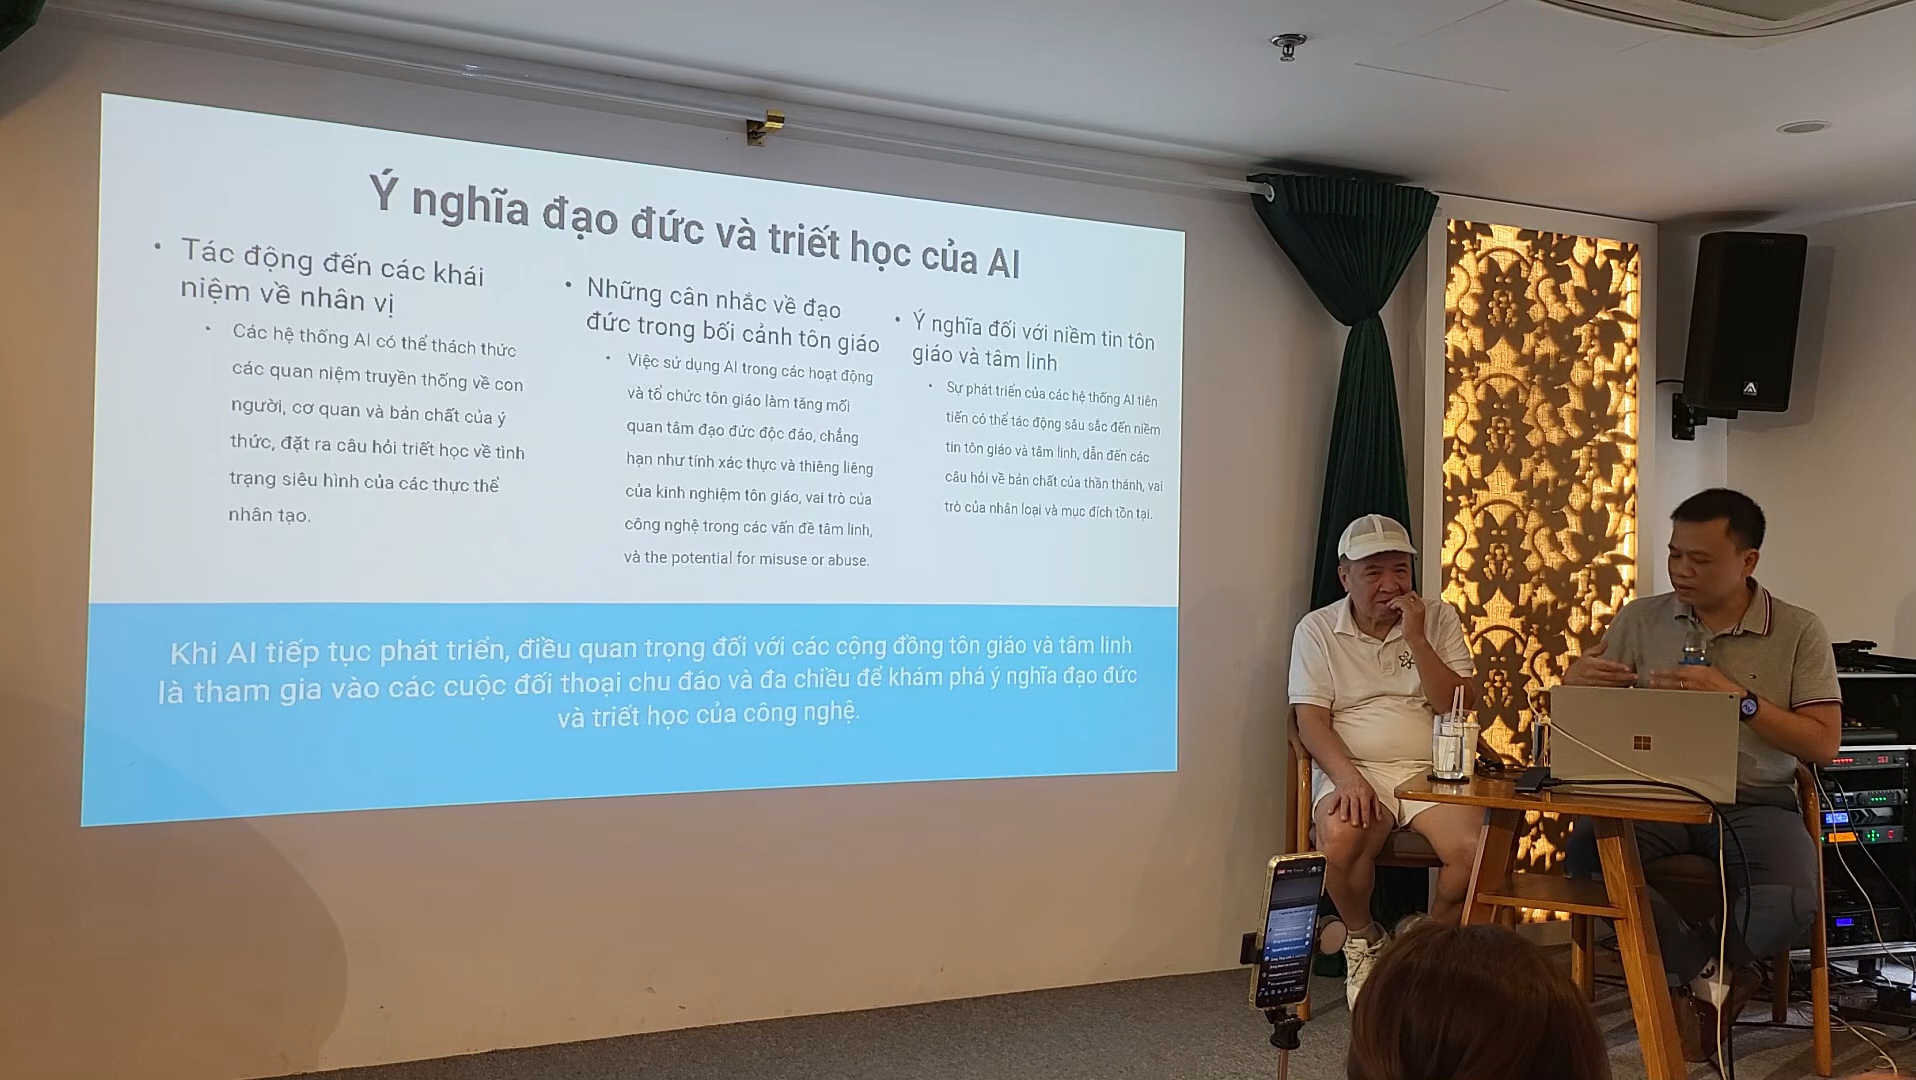 Ý nghĩa đạo đức và triết học của AI
• Tác động đến các khái
niệm về nhân vị
• Các hệ thống AI có thể thách thức
các quan niệm truyền thống về con
người, cơ quan và bản chất của ý
thức, đặt ra câu hỏi triết học về tình
trạng siêu hình của các thực thể
nhân tạo.
• Những cân nhắc về đạo
đức trong bối cảnh tôn giáo
• Việc sử dụng AI trong các hoạt động
và tổ chức tôn giáo làm tăng mối
quan tâm đạo đức độc đáo, chẳng
hạn như tính xác thực và thiêng liêng
của kinh nghiệm tôn giáo, vai trò của
công nghệ trong các vấn đề tâm linh,
và the potential for misuse or abuse.
• Ý nghĩa đối với niềm tin tôn
giáo và tâm linh
• Sự phát triển của các hệ thống AI tiên
tiến có thể tác động sâu sắc đến niềm
tin tôn giáo và tâm linh, dẫn đến các
câu hỏi về bản chất của thần thánh, vai
trò của nhân loại và mục đích tồn tại.
Khi AI tiếp tục phát triển, điều quan trọng đối với các cộng đồng tôn giáo và tâm linh
là tham gia vào các cuộc đối thoại chu đáo và đa chiều để khám phá ý nghĩa đạo đức
và triết học của công nghệ.